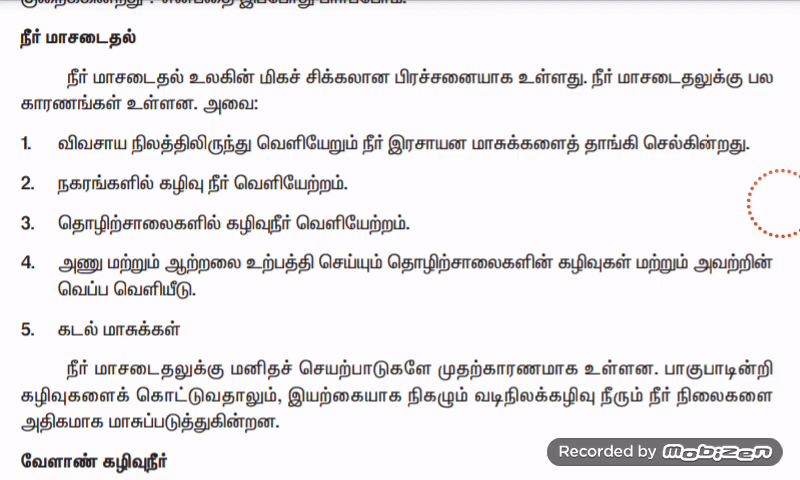 நீர் மாசடைதல்
நீர் மாசடைதல் உலகின் மிகச் சிக்கலான பிரச்சனையாக உள்ளது. நீர் மாசடைதலுக்கு பல
காரணங்கள் உள்ளன. அவை:
1. விவசாய நிலத்திலிருந்து வெளியேறும் நீர் இரசாயன மாசுக்களைத் தாங்கி செல்கின்றது.
2. நகரங்களில் கழிவு நீர் வெளியேற்றம்.
3. தொழிற்சாலைகளில் கழிவுநீர் வெளியேற்றம்.
4. அணு மற்றும் ஆற்றலை உற்பத்தி செய்யும் தொழிற்சாலைகளின் கழிவுகள் மற்றும் அவற்றின்
வெப்ப வெளியீடு.
5. கடல் மாசுக்கள்
நீர் மாசடைதலுக்கு மனிதச் செயற்பாடுகளே முதற்காரணமாக உள்ளன. பாகுபாடின்றி
கழிவுகளைக் கொட்டுவதாலும், இயற்கையாக நிகழும் வடிநிலக்கழிவு நீரும் நீர் நிலைகளை
அதிகமாக மாசுப்படுத்துகின்றன.
வேளாண் கழிவுநீர்
Recorded by mobizen